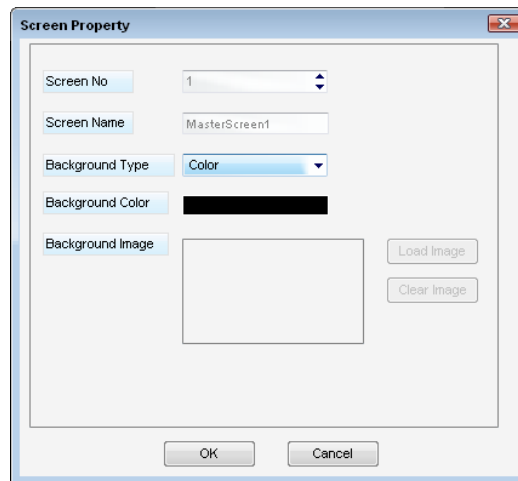 Screen Property
Screen No 1
Screen Name MasterScreen1
Background Type Color
Background Color
Background Image
Load Image
Clear Image
OK Cancel